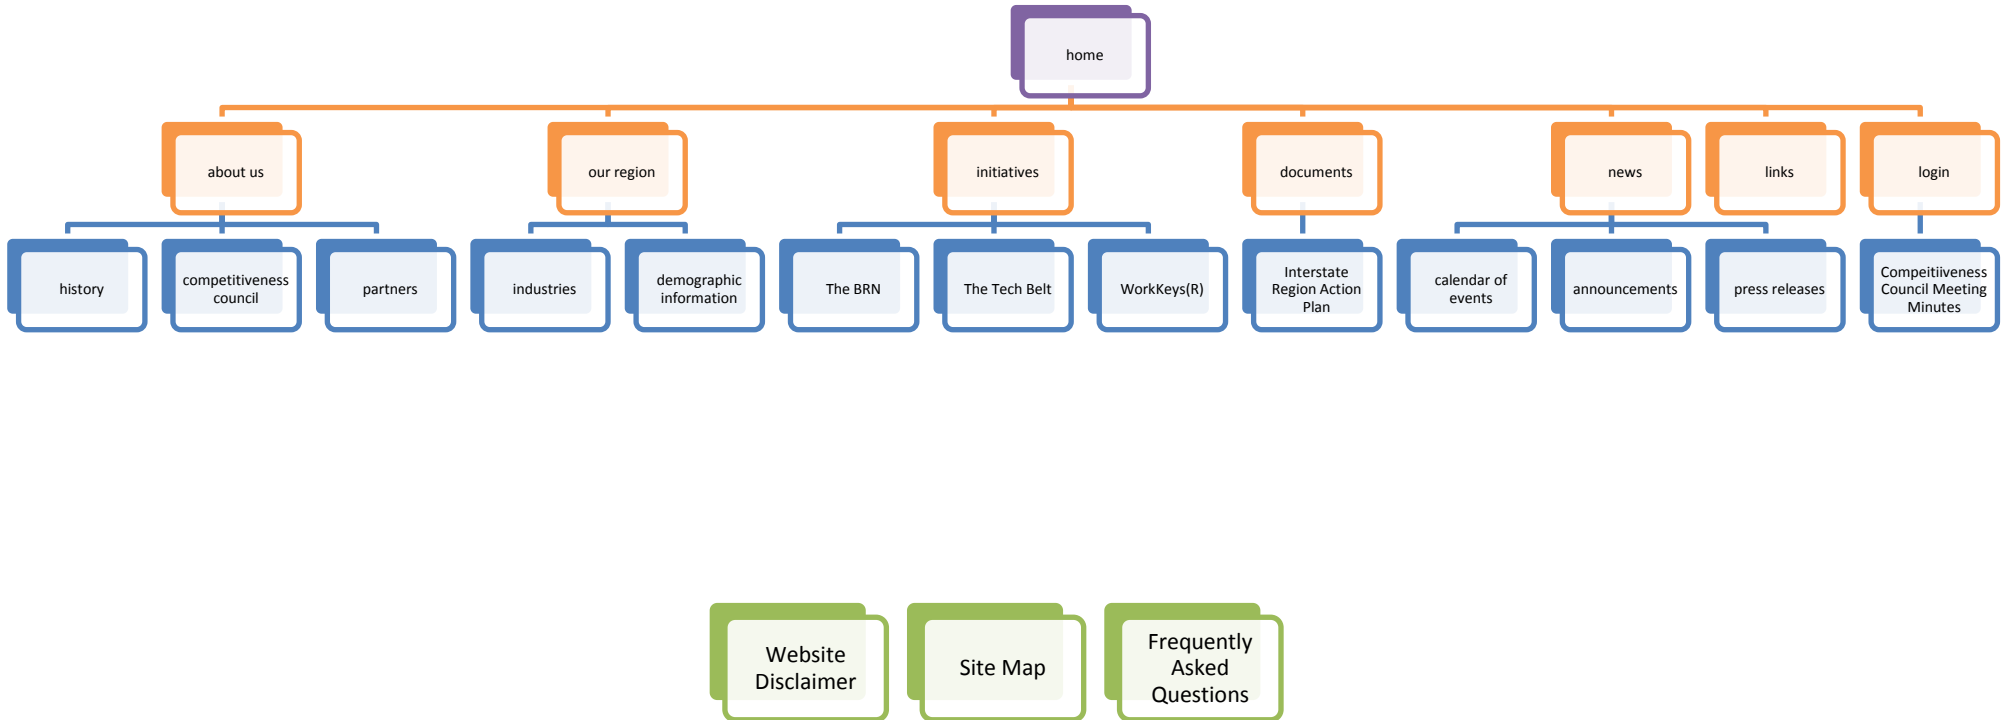 home
about us
our region
initiatives
documents
news
links
login
history
competitiveness
council
partners
industries
demographic
information
The BRN
The Tech Belt
WorkKeys(R)
Interstate
Region Action
Plan
calendar of
events
announcements
press releases
Compeitiiveness
Council Meeting
Minutes
Website
Disclaimer
Site Map
Frequently
Asked
Questions